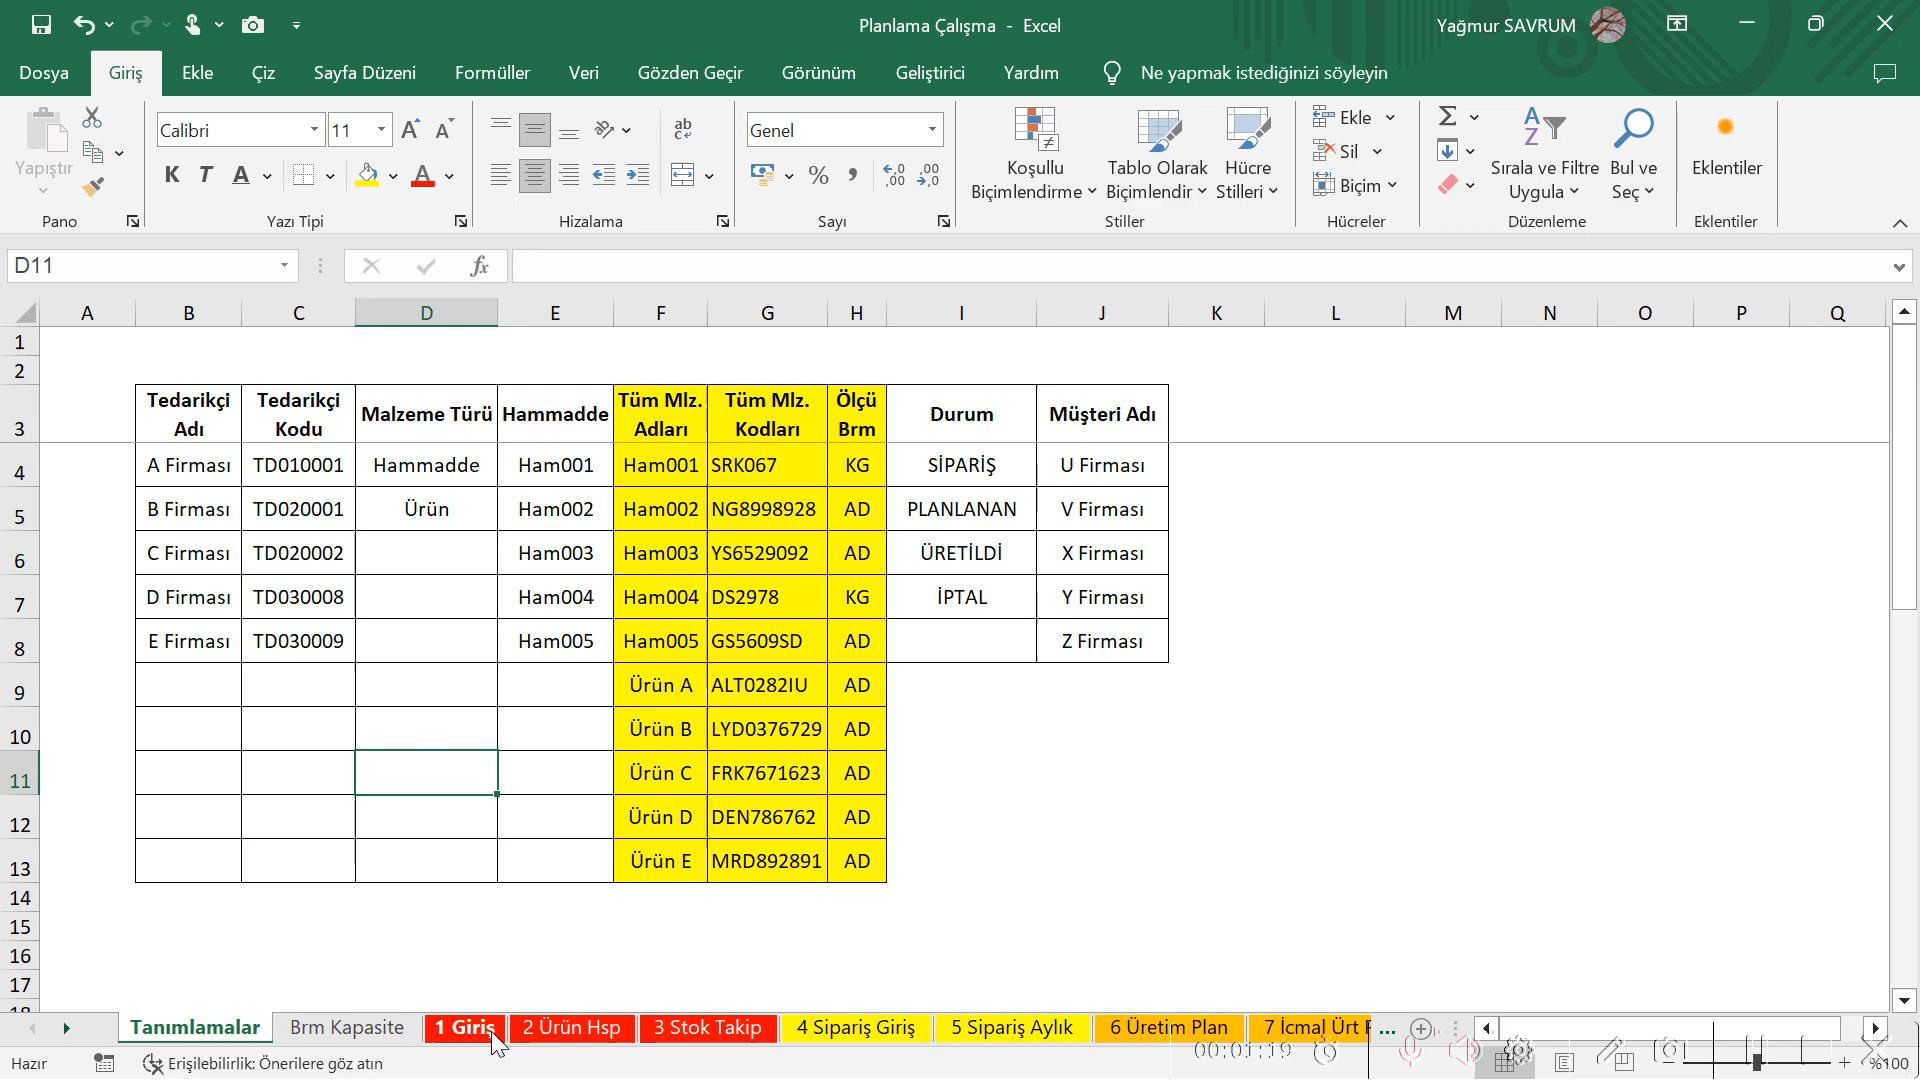 Planlama Çalışma - Excel
Yağmur SAVRUM
Dosya Giriş Ekle Çiz Sayfa Düzeni Formüller Veri Gözden Geçir Görünüm Geliştirici Yardım Ne yapmak istediğinizi söyleyin
Yapıştır
Calibri 11
K T A
Genel
Koşullu Biçimlendirme
Tablo Olarak Biçimlendir
Hücre Stilleri
Ekle
Sil
Biçim
Sırala ve Filtre Uygula
Bul ve Seç
Eklentiler
Pano Yazı Tipi Hizalama Sayı Stiller Hücreler Düzenleme Eklentiler
D11 fx
A B C D E F G H I J K L M N O P Q
1
2
3 Tedarikçi Adı Tedarikçi Kodu Malzeme Türü Hammadde Tüm Mlz. Adları Tüm Mlz. Kodları Ölçü Brm Durum Müşteri Adı
4 A Firması TD010001 Hammadde Ham001 Ham001 SRK067 KG SİPARİŞ U Firması
5 B Firması TD020001 Ürün Ham002 Ham002 NG8998928 AD PLANLANAN V Firması
6 C Firması TD020002 Ham003 Ham003 YS6529092 AD ÜRETİLDİ X Firması
7 D Firması TD030008 Ham004 Ham004 DS2978 KG İPTAL Y Firması
8 E Firması TD030009 Ham005 Ham005 GS5609SD AD Z Firması
9 Ürün A ALT0282IU AD
10 Ürün B LYD0376729 AD
11 Ürün C FRK7671623 AD
12 Ürün D DEN786762 AD
13 Ürün E MRD892891 AD
14
15
16
17
18
Tanımlamalar Brm Kapasite 1 Giriş 2 Ürün Hsp 3 Stok Takip 4 Sipariş Giriş 5 Sipariş Aylık 6 Üretim Plan 7 İcmal Ürt ...
Hazır Erişilebilirlik: Önerilere göz atın 00:01:19 %100